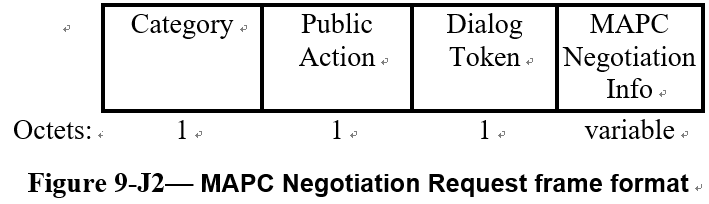 Category Public Action Dialog Token MAPC Negotiation Info
Octets: 1 1 1 variable
Figure 9-J2— MAPC Negotiation Request frame format